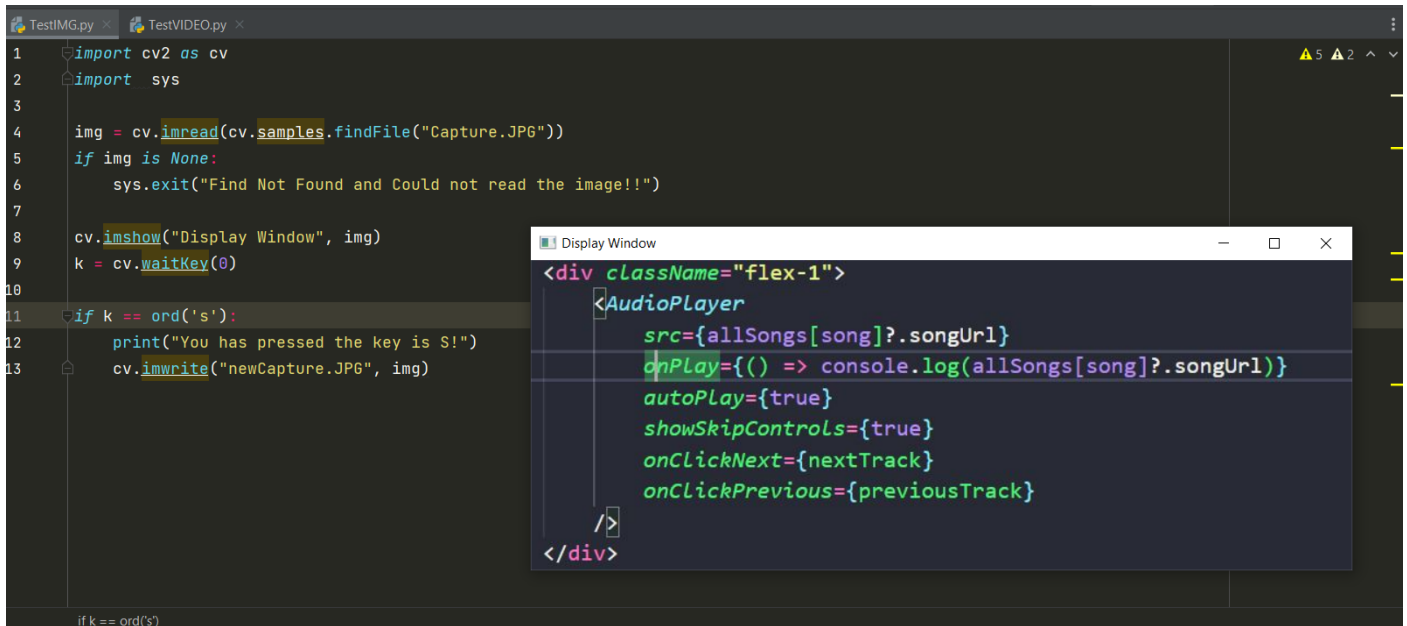 TestIMG.py TestVIDEO.py
1 import cv2 as cv
2 import sys
3
4 img = cv.imread(cv.samples.findFile("Capture.JPG"))
5 if img is None:
6 sys.exit("Find Not Found and Could not read the image!!")
7
8 cv.imshow("Display Window", img)
9 k = cv.waitKey(0)
10
11 if k == ord('s'):
12 print("You has pressed the key is S!")
13 cv.imwrite("newCapture.JPG", img)
5 2
Display Window
<div className="flex-1">
<AudioPlayer
src={allSongs[song]?.songUrl}
onPlay={() => console.log(allSongs[song]?.songUrl)}
autoPlay={true}
showSkipControls={true}
onClickNext={nextTrack}
onClickPrevious={previousTrack}
/>
</div>
if k == ord('s')